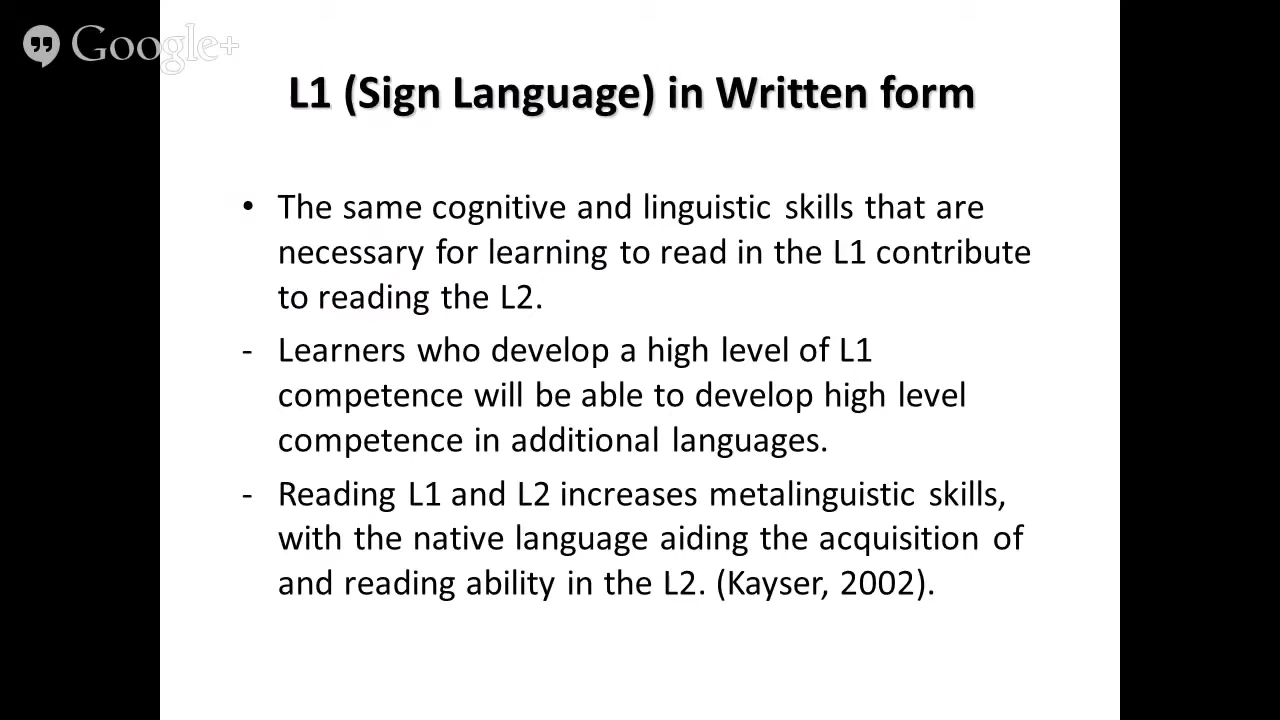 Google+
L1 (Sign Language) in Written form
• The same cognitive and linguistic skills that are
necessary for learning to read in the L1 contribute
to reading the L2.
- Learners who develop a high level of L1
competence will be able to develop high level
competence in additional languages.
- Reading L1 and L2 increases metalinguistic skills,
with the native language aiding the acquisition of
and reading ability in the L2. (Kayser, 2002).